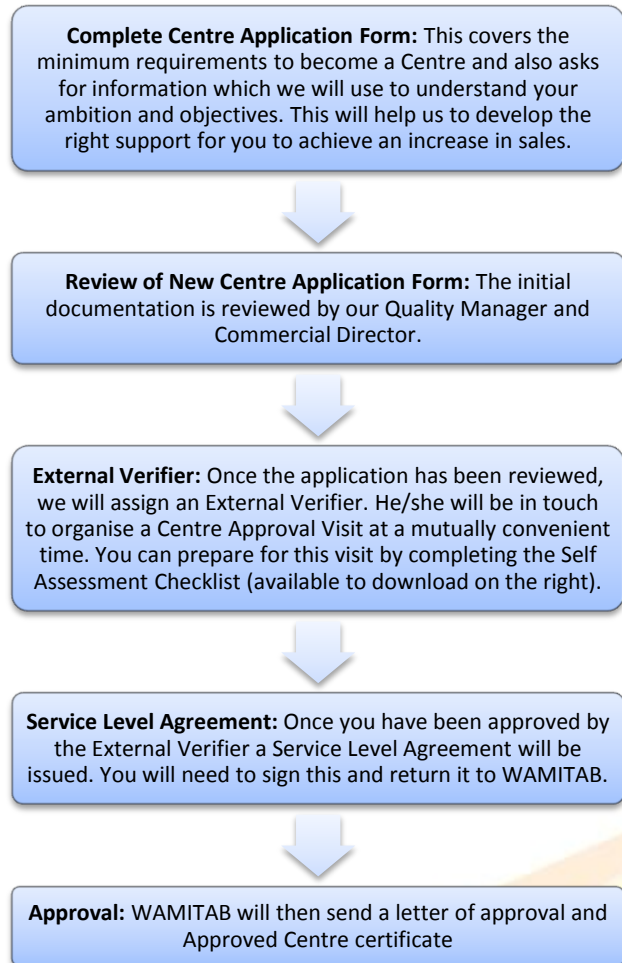 Complete Centre Application Form: This covers the
minimum requirements to become a Centre and also asks
for information which we will use to understand your
ambition and objectives. This will help us to develop the
right support for you to achieve an increase in sales.
Review of New Centre Application Form: The initial
documentation is reviewed by our Quality Manager and
Commercial Director.
External Verifier: Once the application has been reviewed,
we will assign an External Verifier. He/she will be in touch
to organise a Centre Approval Visit at a mutually convenient
time. You can prepare for this visit by completing the Self
Assessment Checklist (available to download on the right).
Service Level Agreement: Once you have been approved by
the External Verifier a Service Level Agreement will be
issued. You will need to sign this and return it to WAMITAB.
Approval: WAMITAB will then send a letter of approval and
Approved Centre certificate